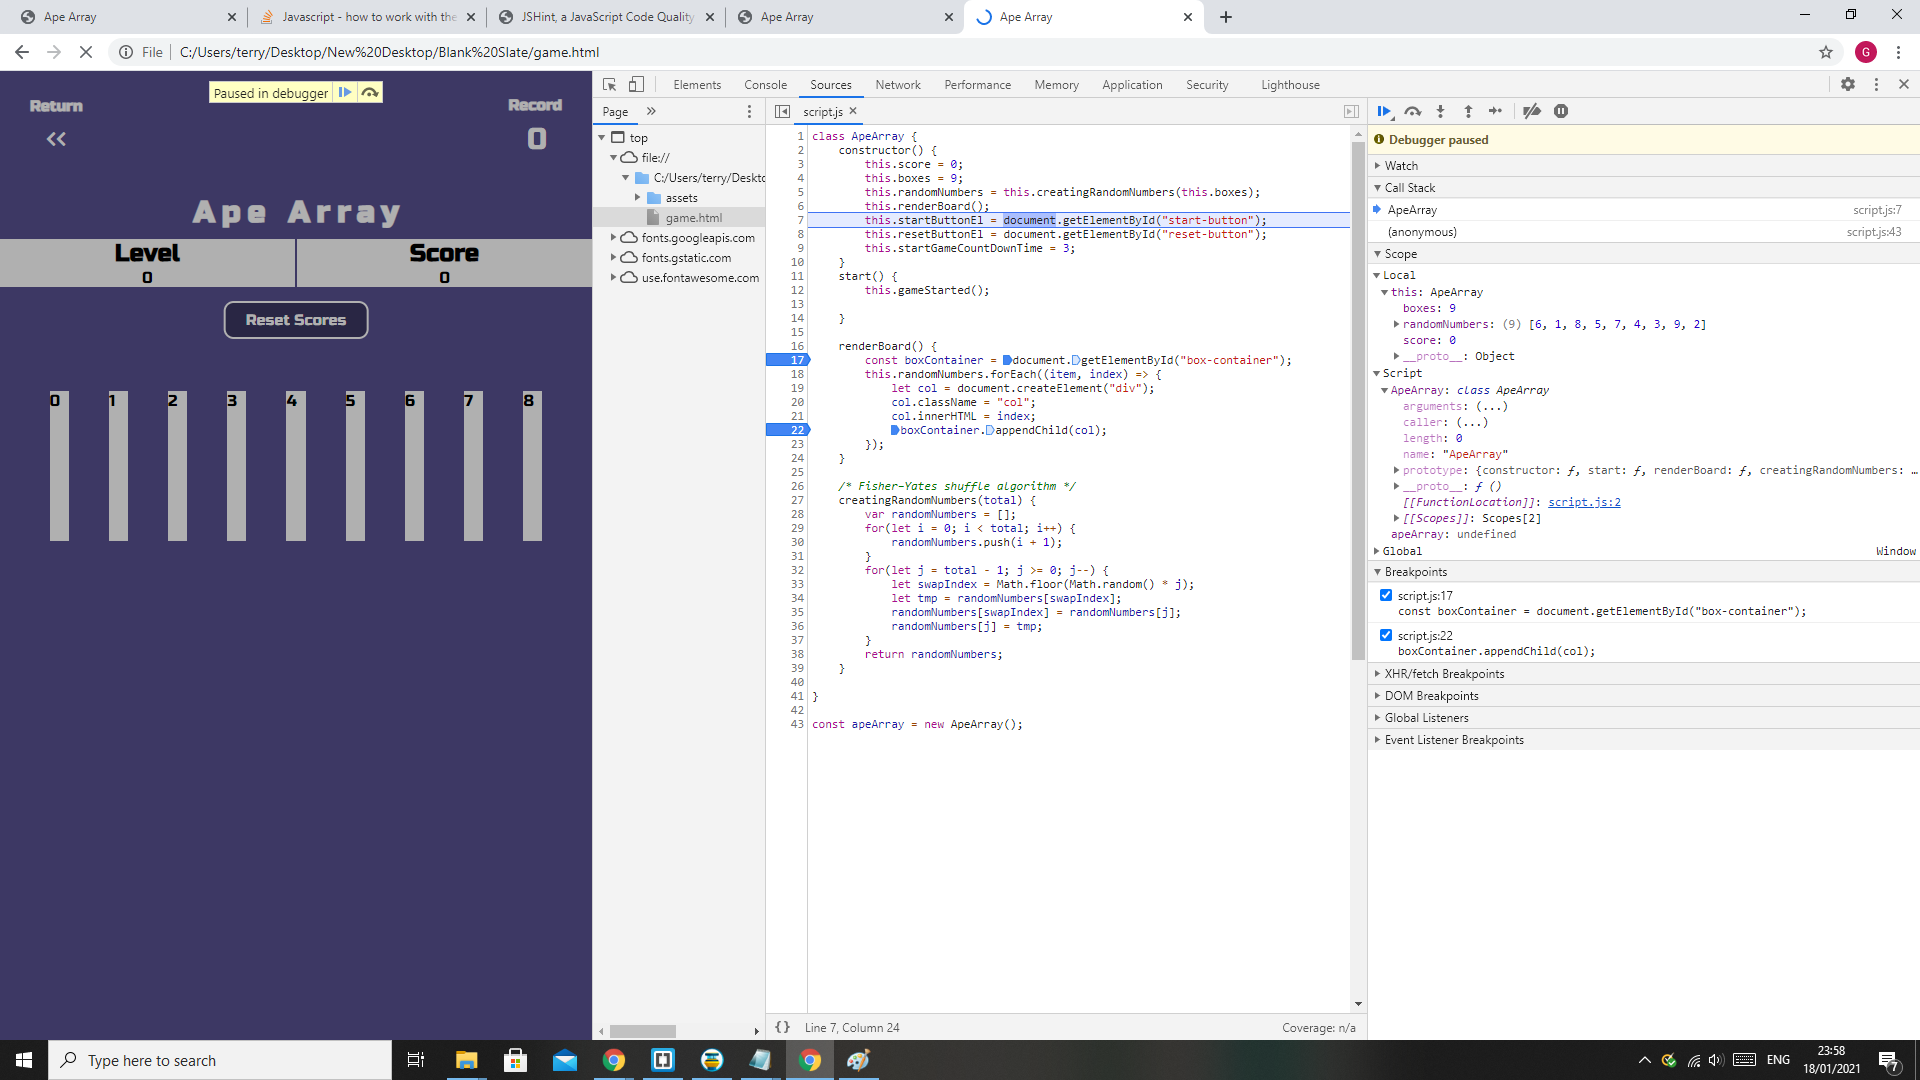 Ape Array
Javascript - how to work with the
JSHint, a JavaScript Code Quality
Ape Array
Ape Array
File
C:/Users/terry/Desktop/New%20Desktop/Blank%20Slate/game.html
G
Paused in debugger
Return
Record
0
Ape Array
Level
0
Score
0
Reset Scores
0 1 2 3 4 5 6 7 8
Elements Console Sources Network Performance Memory Application Security Lighthouse
Page
top
file://
C:/Users/terry/Deskto
assets
game.html
fonts.googleapis.com
fonts.gstatic.com
use.fontawesome.com
script.js
1 class ApeArray {
2 constructor() {
3 this.score = 0;
4 this.boxes = 9;
5 this.randomNumbers = this.creatingRandomNumbers(this.boxes);
6 this.renderBoard();
7 this.startButtonEl = document.getElementById("start-button");
8 this.resetButtonEl = document.getElementById("reset-button");
9 this.startGameCountDownTime = 3;
10 }
11 start() {
12 this.gameStarted();
13
14 }
15
16 renderBoard() {
17 const boxContainer = document.getElementById("box-container");
18 this.randomNumbers.forEach((item, index) => {
19 let col = document.createElement("div");
20 col.className = "col";
21 col.innerHTML = index;
22 boxContainer.appendChild(col);
23 });
24 }
25
26 /* Fisher-Yates shuffle algorithm */
27 creatingRandomNumbers(total) {
28 var randomNumbers = [];
29 for(let i = 0; i < total; i++) {
30 randomNumbers.push(i + 1);
31 }
32 for(let j = total - 1; j >= 0; j--) {
33 let swapIndex = Math.floor(Math.random() * j);
34 let tmp = randomNumbers[swapIndex];
35 randomNumbers[swapIndex] = randomNumbers[j];
36 randomNumbers[j] = tmp;
37 }
38 return randomNumbers;
39 }
40
41 }
42
43 const apeArray = new ApeArray();
{} Line 7, Column 24
Coverage: n/a
Debugger paused
Watch
Call Stack
ApeArray script.js:7
(anonymous) script.js:43
Scope
Local
this: ApeArray
boxes: 9
randomNumbers: (9) [6, 1, 8, 5, 7, 4, 3, 9, 2]
score: 0
__proto__: Object
Script
ApeArray: class ApeArray
arguments: (...)
caller: (...)
length: 0
name: "ApeArray"
prototype: {constructor: ƒ, start: ƒ, renderBoard: ƒ, creatingRandomNumbers: …
__proto__: ƒ ()
[[FunctionLocation]]: script.js:2
[[Scopes]]: Scopes[2]
apeArray: undefined
Global Window
Breakpoints
script.js:17
const boxContainer = document.getElementById("box-container");
script.js:22
boxContainer.appendChild(col);
XHR/fetch Breakpoints
DOM Breakpoints
Global Listeners
Event Listener Breakpoints
Type here to search
ENG
23:58
18/01/2021
7